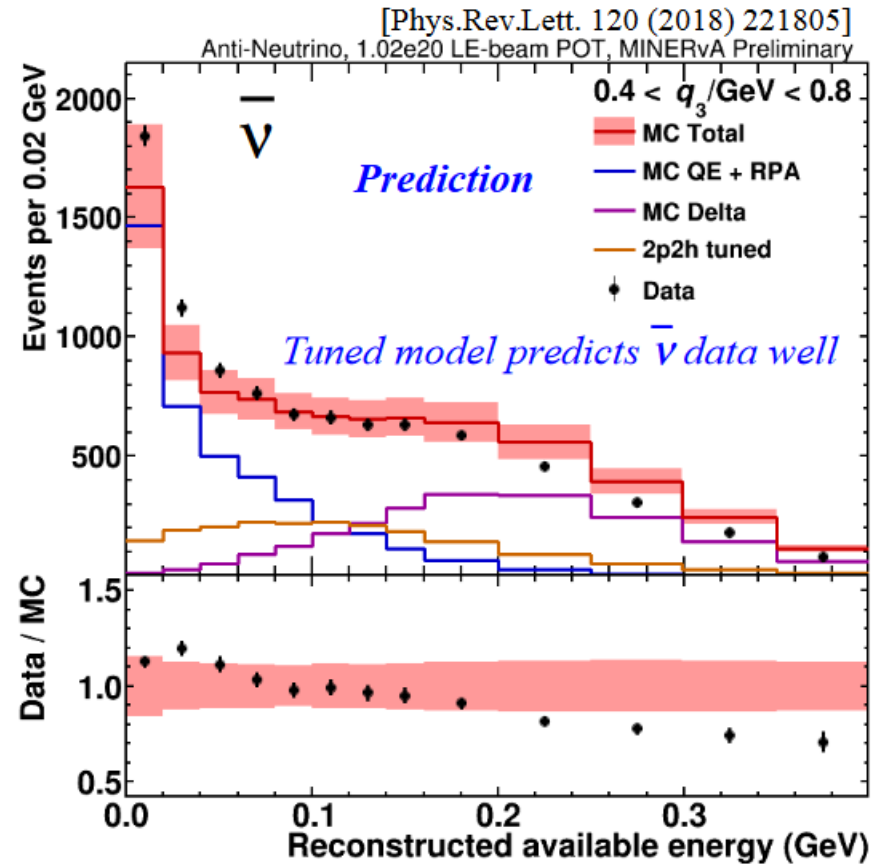 [Phys.Rev.Lett. 120 (2018) 221805]
Anti-Neutrino, 1.02e20 LE-beam POT, MINERvA Preliminary
Events per 0.02 GeV
2000
1500
1000
500
ν̄
0.4 < q₃/GeV < 0.8
MC Total
MC QE + RPA
MC Delta
2p2h tuned
Data
Prediction
Tuned model predicts ν̄ data well
Data / MC
1.5
1.0
0.5
0.0 0.1 0.2 0.3
Reconstructed available energy (GeV)